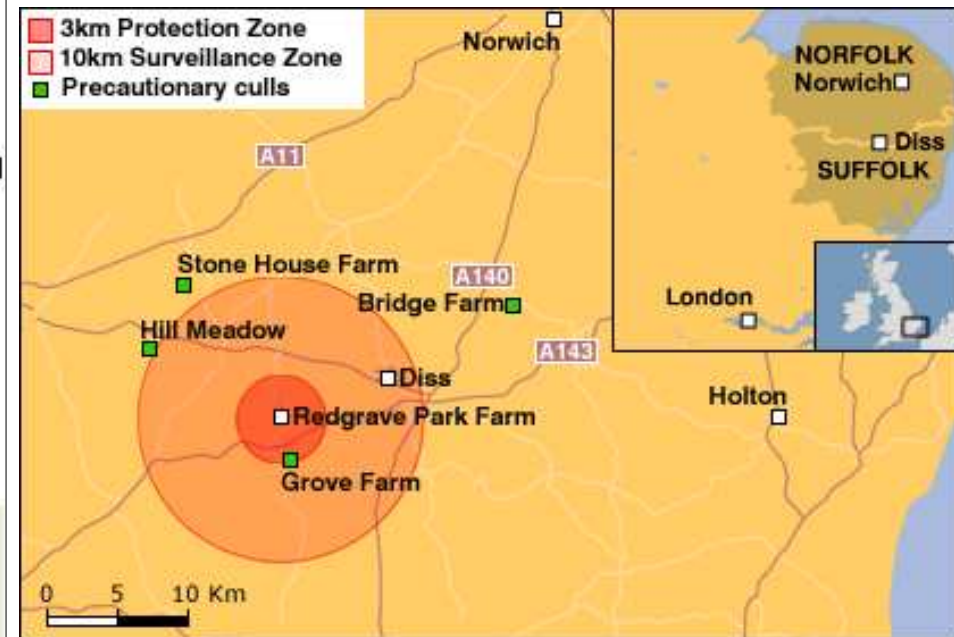 3km Protection Zone
10km Surveillance Zone
Precautionary culls
Norwich
NORFOLK
Norwich
Diss
SUFFOLK
London
A11
Stone House Farm
A140
Bridge Farm
Hill Meadow
A143
Diss
Holton
Redgrave Park Farm
Grove Farm
0 5 10 Km